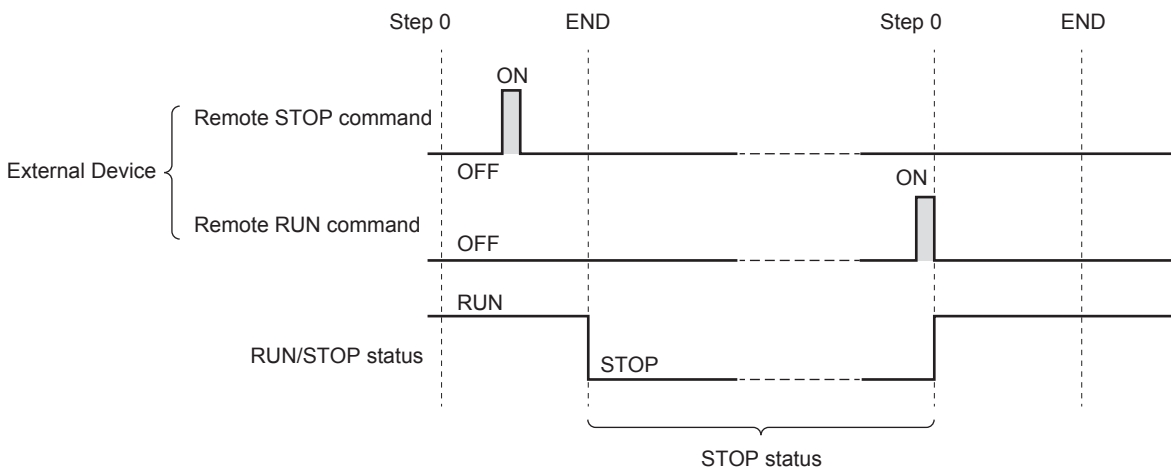 Step 0 END Step 0 END
ON
Remote STOP command
External Device
OFF
ON
Remote RUN command
OFF
RUN
RUN/STOP status
STOP
STOP status